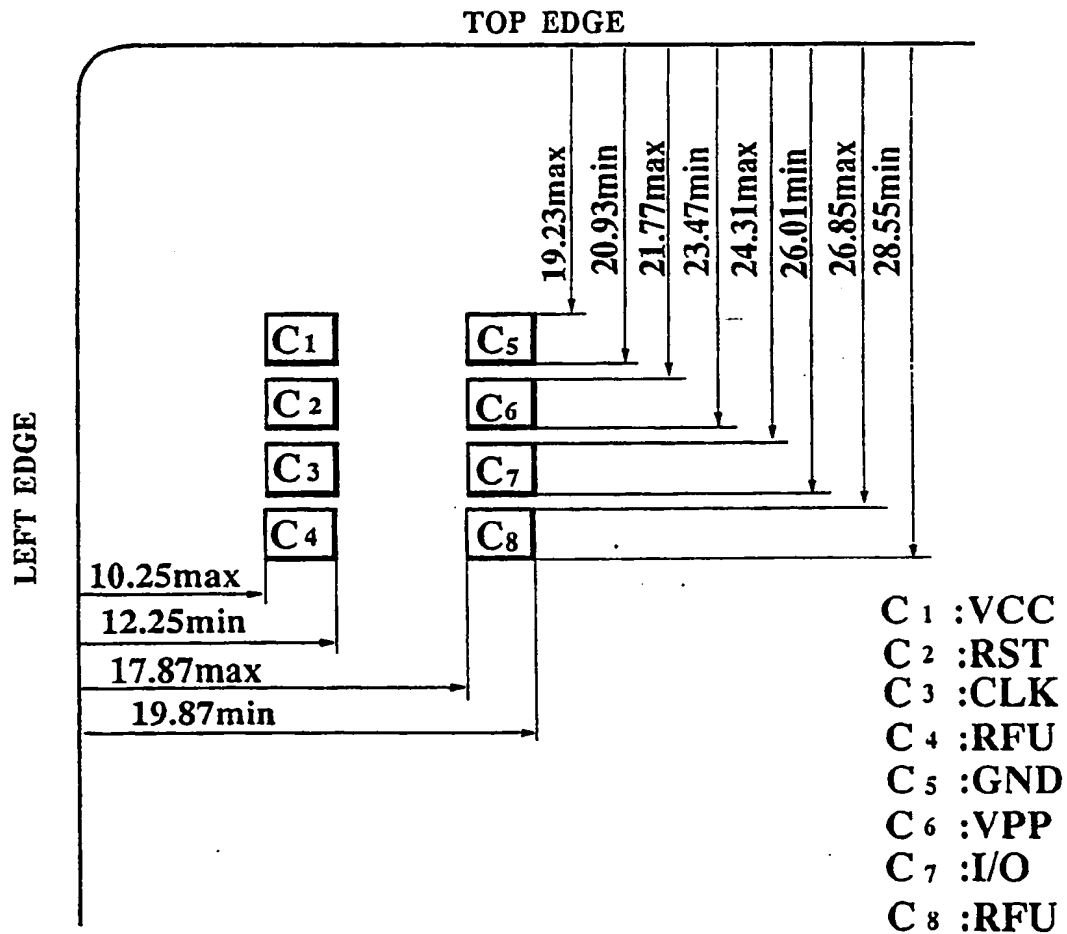 TOP EDGE
19.23max
20.93min
21.77max
23.47min
24.31max
26.01min
26.85max
28.55min
LEFT EDGE
C1 C5
C2 C6
C3 C7
C4 C8
10.25max
12.25min
17.87max
19.87min
C1 :VCC
C2 :RST
C3 :CLK
C4 :RFU
C5 :GND
C6 :VPP
C7 :I/O
C8 :RFU